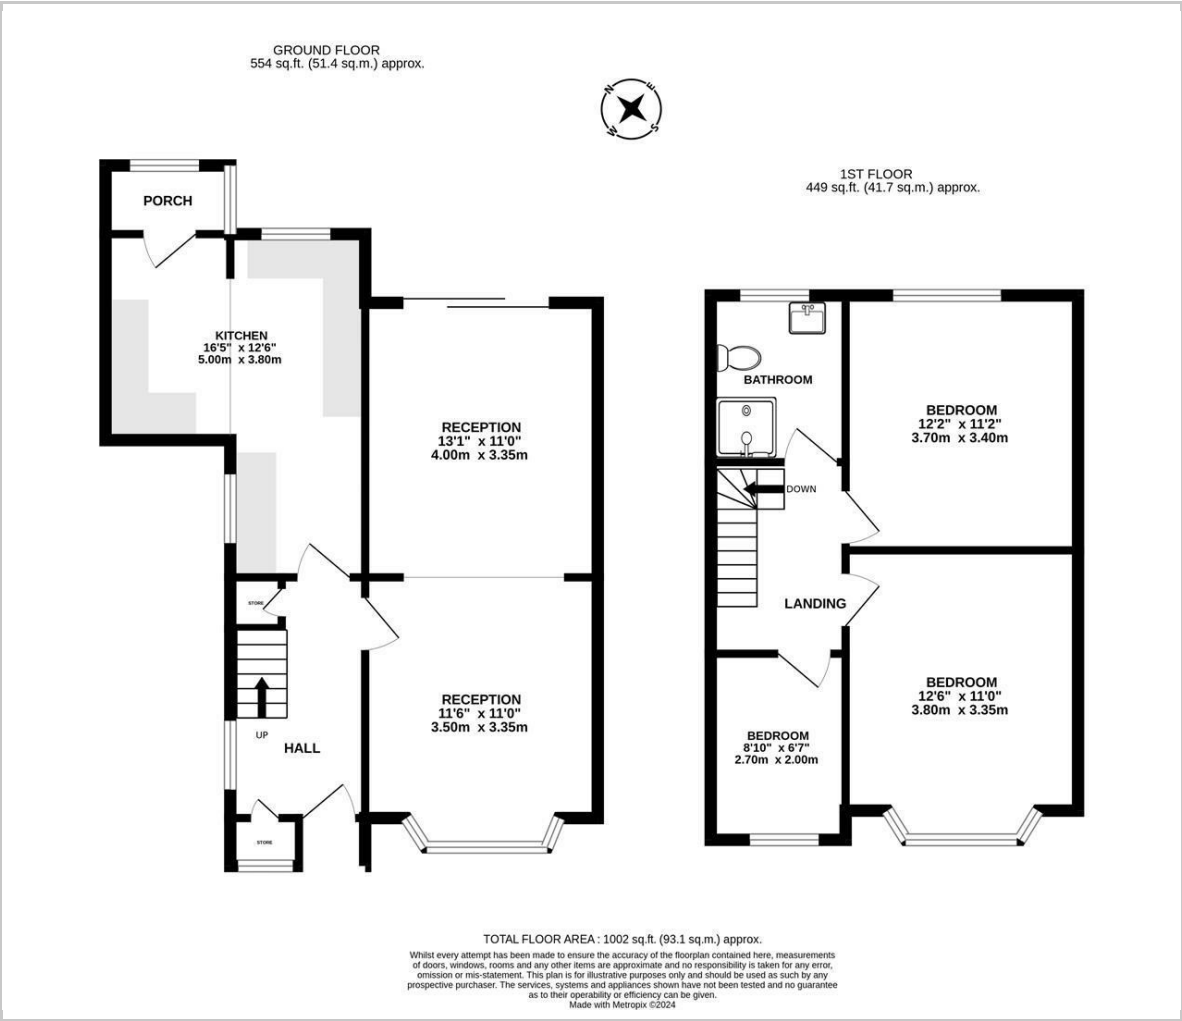 GROUND FLOOR
554 sq.ft. (51.4 sq.m.) approx.
N
E
S
W
1ST FLOOR
449 sq.ft. (41.7 sq.m.) approx.
PORCH
KITCHEN
16'5" x 12'6"
5.00m x 3.80m
RECEPTION
13'1" x 11'0"
4.00m x 3.35m
STORE
RECEPTION
11'6" x 11'0"
3.50m x 3.35m
UP
HALL
STORE
BATHROOM
BEDROOM
12'2" x 11'2"
3.70m x 3.40m
DOWN
LANDING
BEDROOM
12'6" x 11'0"
3.80m x 3.35m
BEDROOM
8'10" x 6'7"
2.70m x 2.00m
TOTAL FLOOR AREA : 1002 sq.ft. (93.1 sq.m.) approx.
Whilst every attempt has been made to ensure the accuracy of the floorplan contained here, measurements
of doors, windows, rooms and any other items are approximate and no responsibility is taken for any error,
omission or mis-statement. This plan is for illustrative purposes only and should be used as such by any
prospective purchaser. The services, systems and appliances shown have not been tested and no guarantee
as to their operability or efficiency can be given.
Made with Metropix ©2024